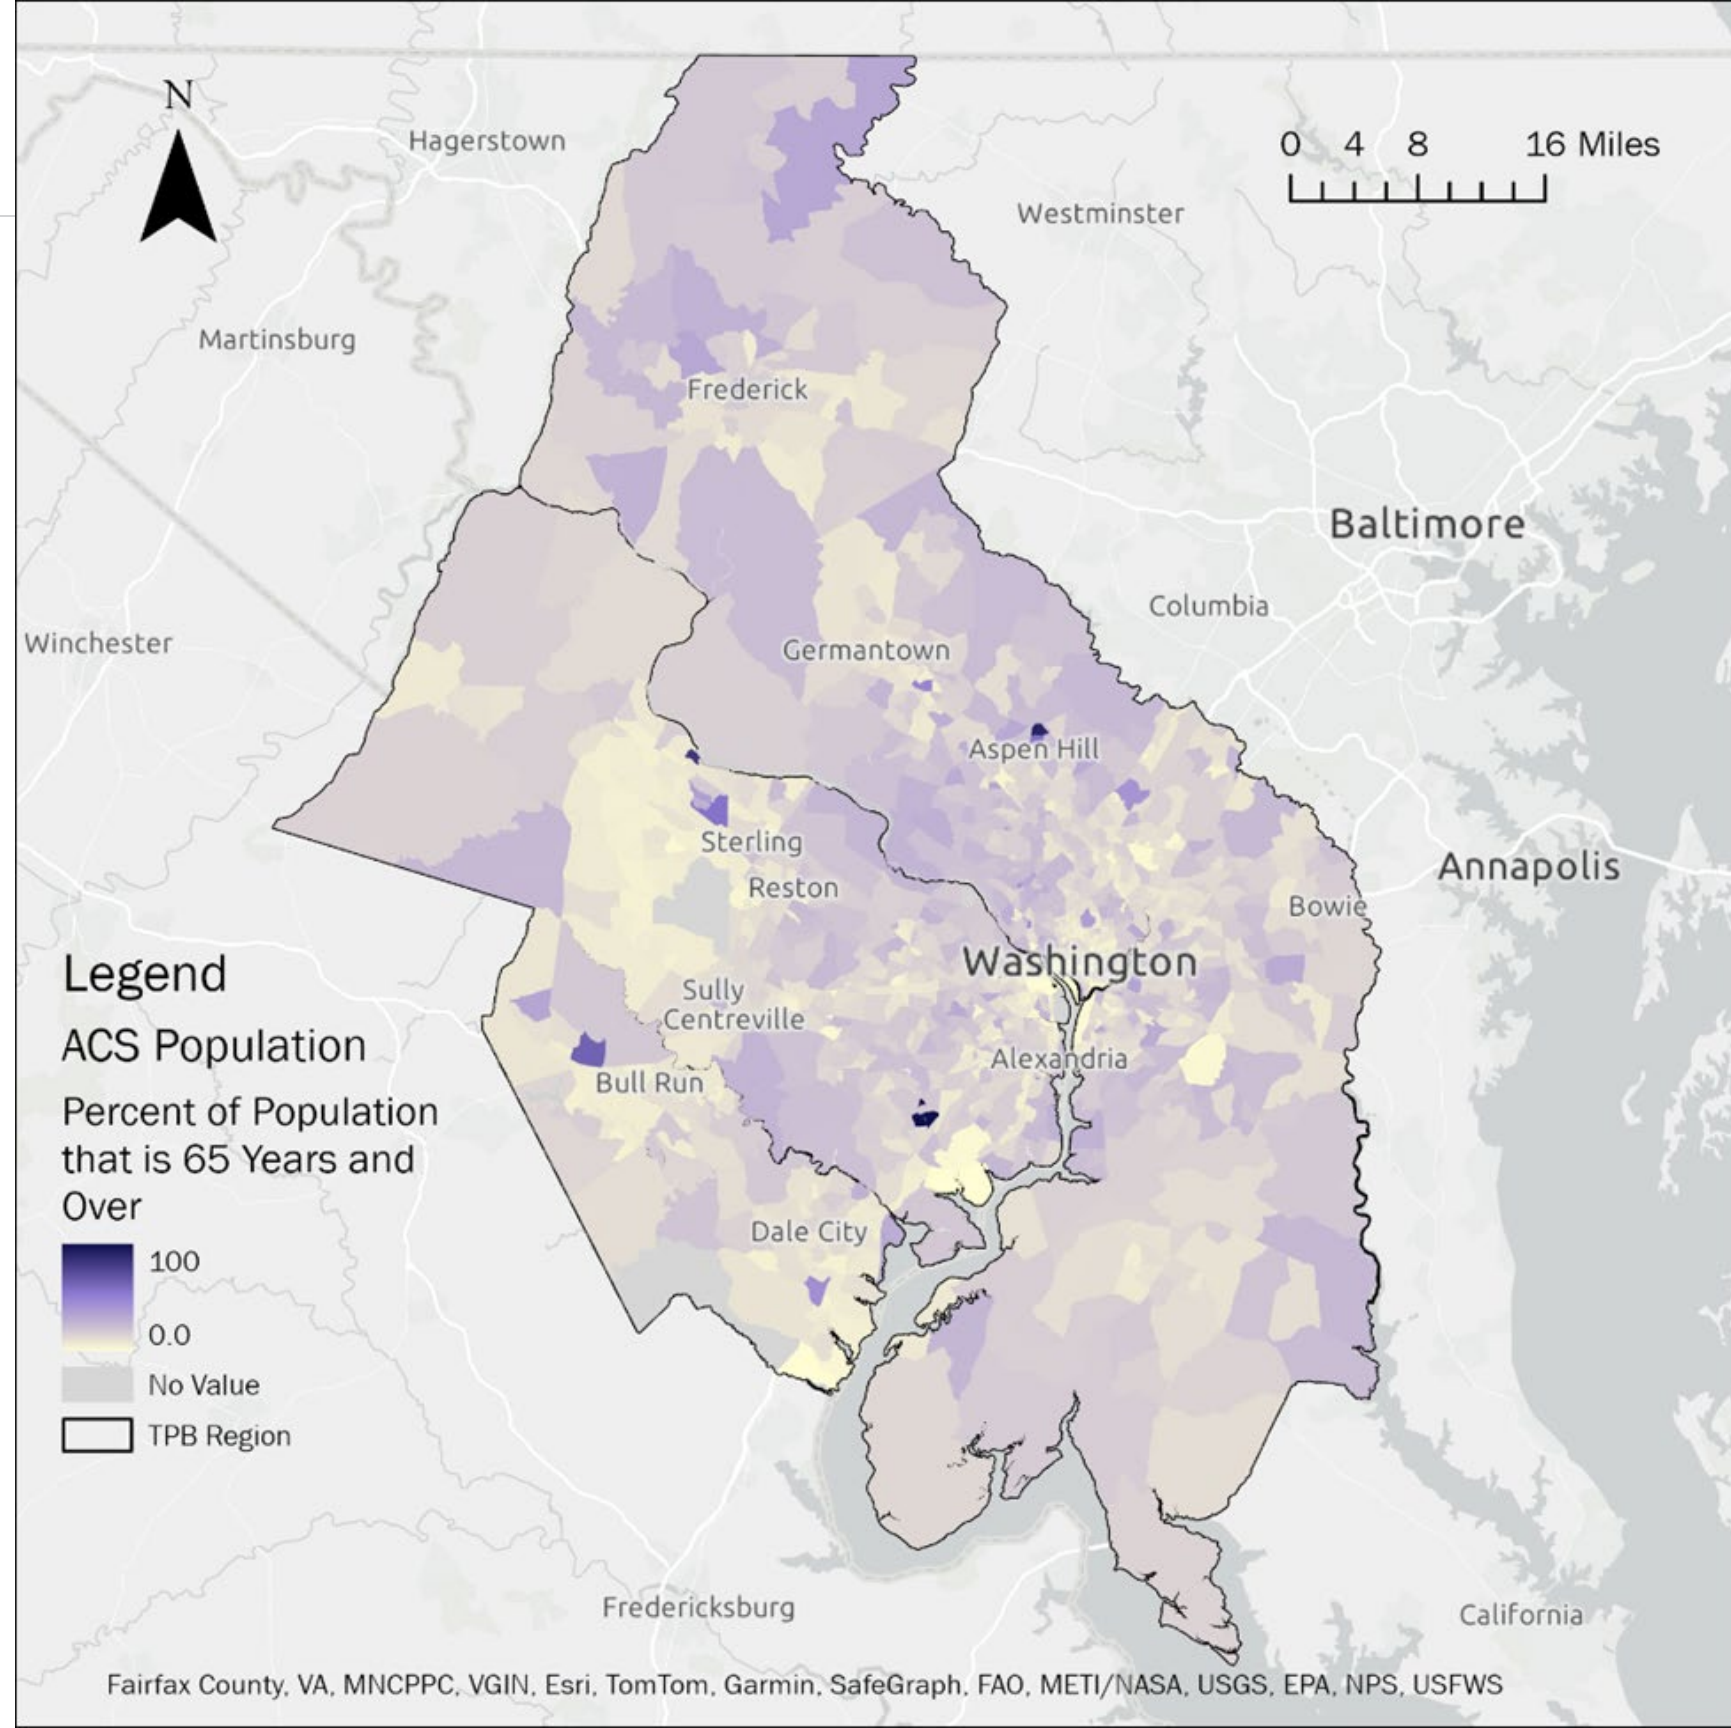 N
Hagerstown
0 4 8 16 Miles
Westminster
Martinsburg
Frederick
Baltimore
Columbia
Winchester
Germantown
Aspen Hill
Sterling
Annapolis
Reston
Bowie
Washington
Legend
Sully
Centreville
ACS Population
Alexandria
Bull Run
Percent of Population
that is 65 Years and
Over
Dale City
100
0.0
No Value
TPB Region
Fredericksburg
California
Fairfax County, VA, MNCPPC, VGIN, Esri, TomTom, Garmin, SafeGraph, FAO, METI/NASA, USGS, EPA, NPS, USFWS